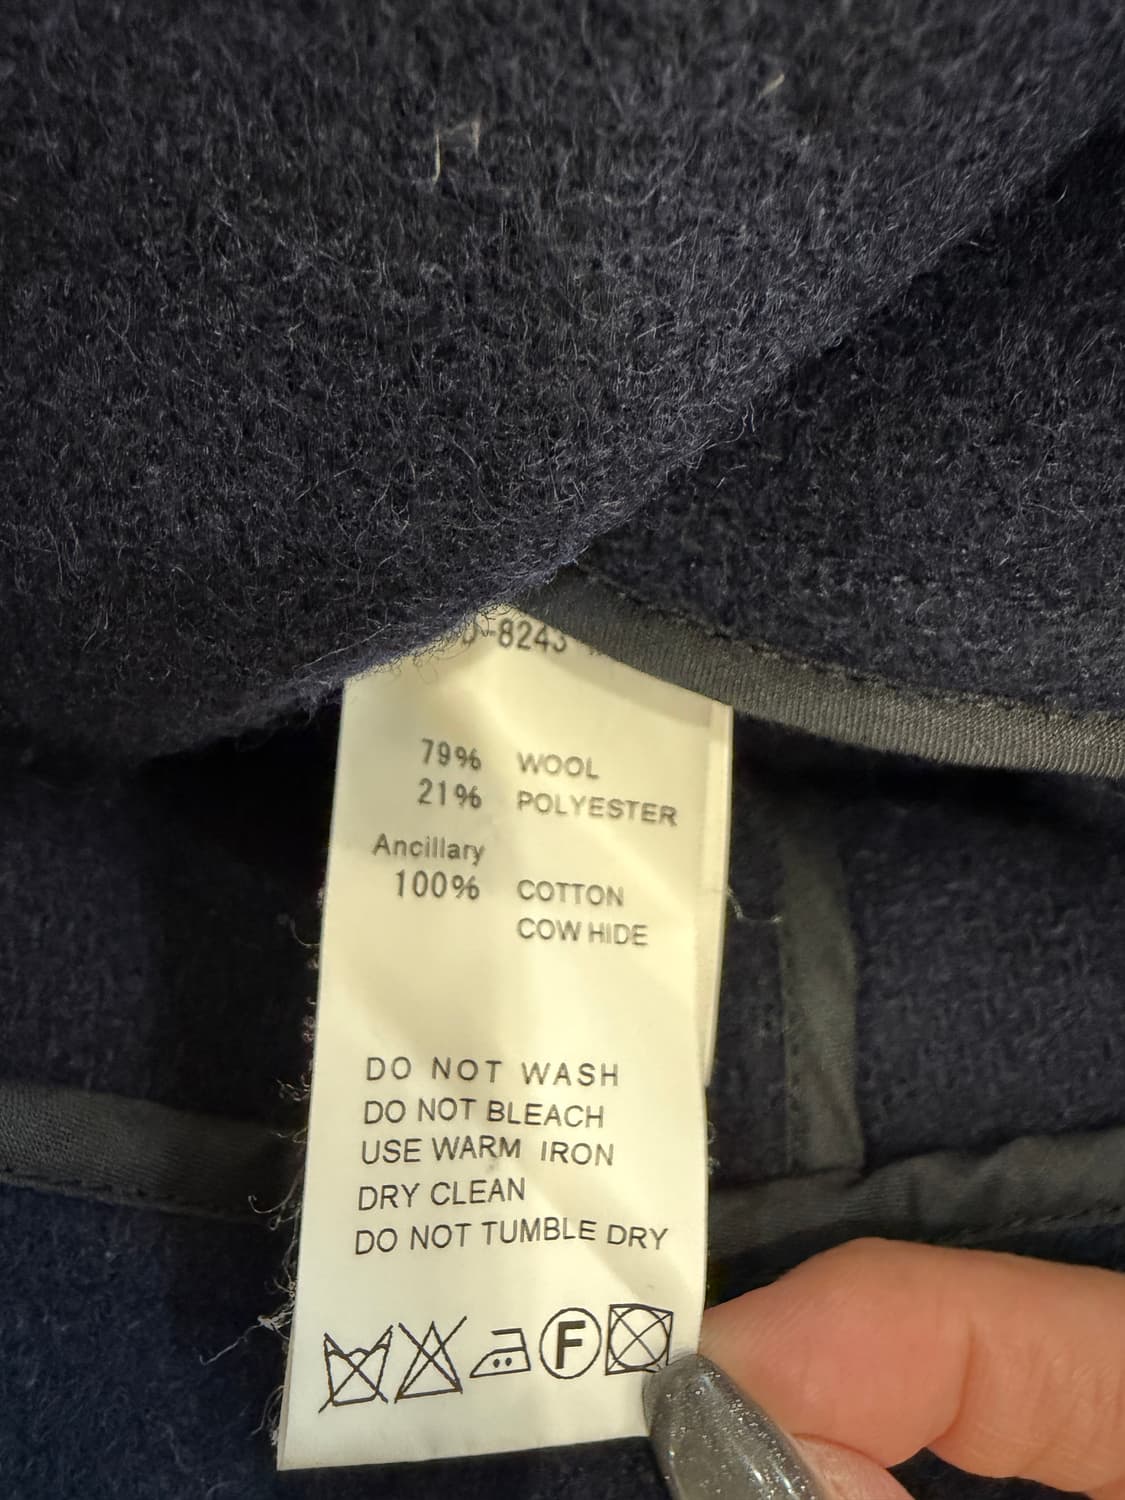 -8243
79% WOOL
21% POLYESTER
Ancillary
100% COTTON
COW HIDE
DO NOT WASH
DO NOT BLEACH
USE WARM IRON
DRY CLEAN
DO NOT TUMBLE DRY
F